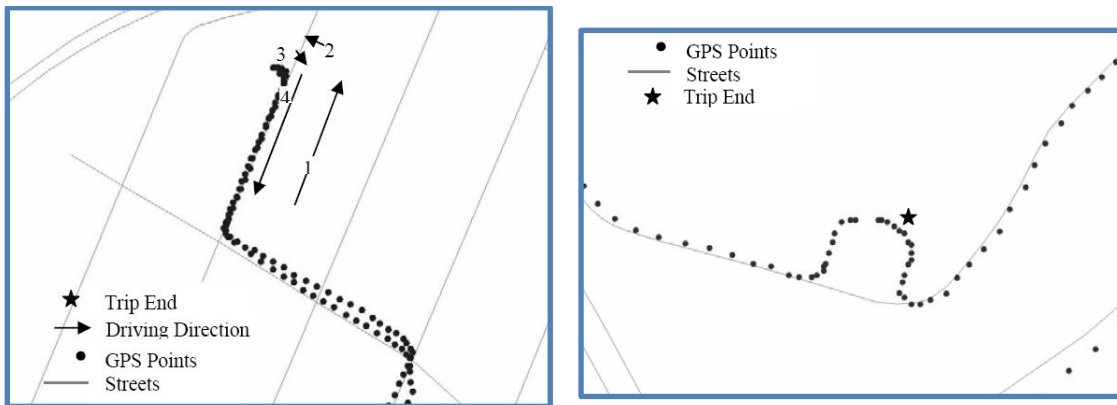 2
3
4
1
Trip End
Driving Direction
GPS Points
Streets
GPS Points
Streets
Trip End